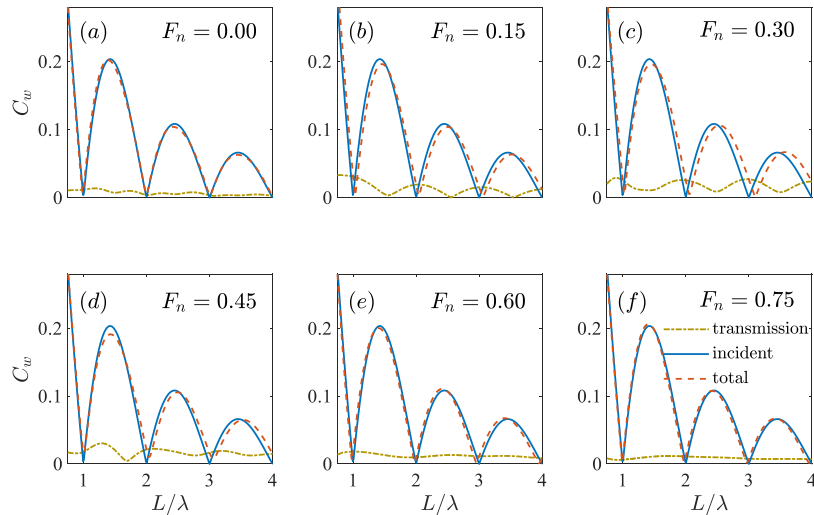 (a) F_n = 0.00
(b) F_n = 0.15
(c) F_n = 0.30
C_w
0.2
0.1
0
0.2
0.1
0
0.2
0.1
0
1 2 3 4
1 2 3 4
1 2 3 4
(d) F_n = 0.45
(e) F_n = 0.60
(f) F_n = 0.75
transmission
incident
total
C_w
0.2
0.1
0
0.2
0.1
0
0.2
0.1
0
1 2 3 4
1 2 3 4
1 2 3 4
L/λ
L/λ
L/λ